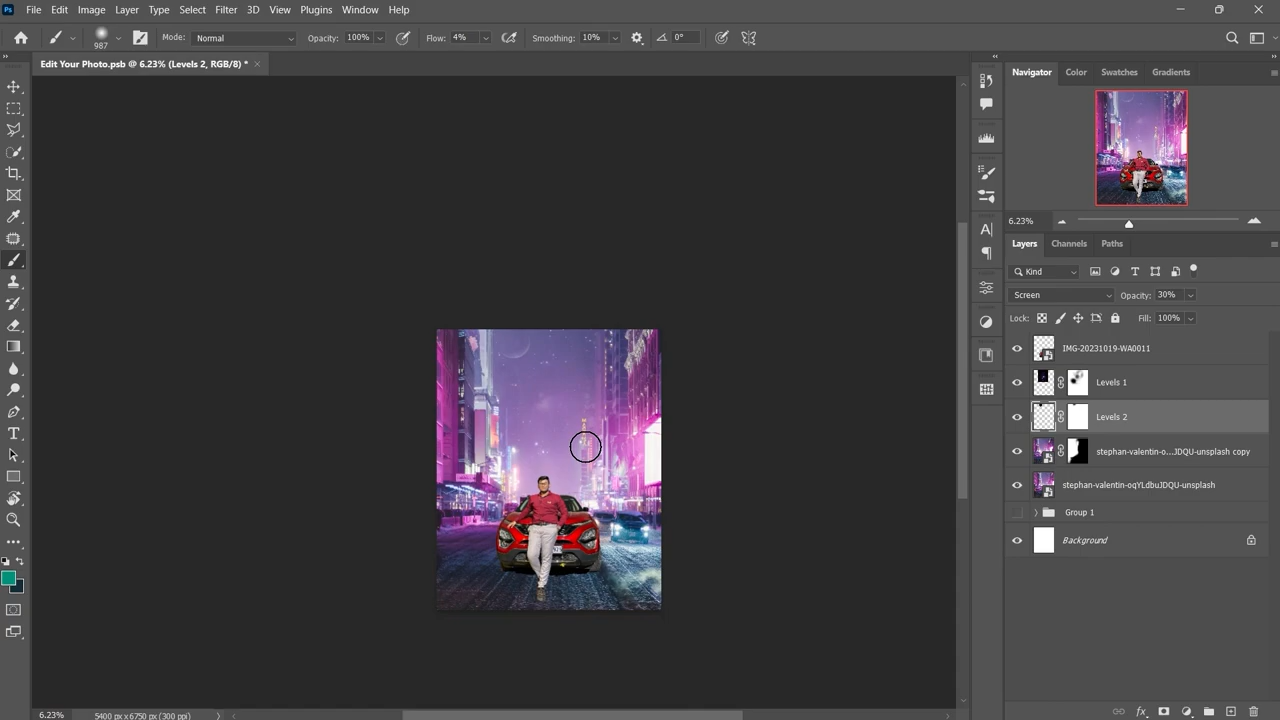 Ps File Edit Image Layer Type Select Filter 3D View Plugins Window Help
987 Mode: Normal Opacity: 100% Flow: 4% Smoothing: 10% 0°
Edit Your Photo.psb @ 6.23% (Levels 2, RGB/8) *
Navigator Color Swatches Gradients
6.23%
Layers Channels Paths
Kind
Screen Opacity: 30%
Lock: Fill: 100%
IMG-20231019-WA0011
Levels 1
Levels 2
stephan-valentin-o...JDQU-unsplash copy
stephan-valentin-oqYLdbuJDQU-unsplash
Group 1
Background
6.23% 5400 px x 6750 px (300 ppi)